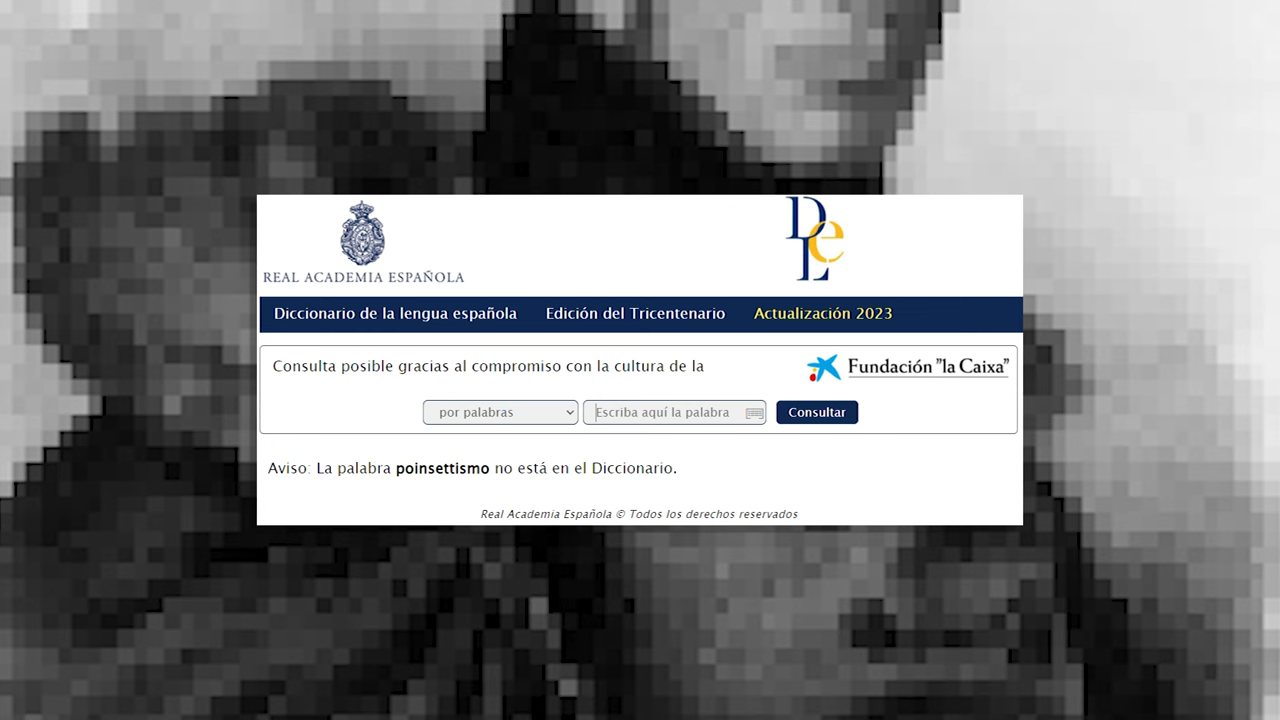 REAL ACADEMIA ESPAÑOLA
DLe
Diccionario de la lengua española Edición del Tricentenario Actualización 2023
Consulta posible gracias al compromiso con la cultura de la Fundación "la Caixa"
por palabras Escriba aquí la palabra Consultar
Aviso: La palabra poinsettismo no está en el Diccionario.
Real Academia Española © Todos los derechos reservados